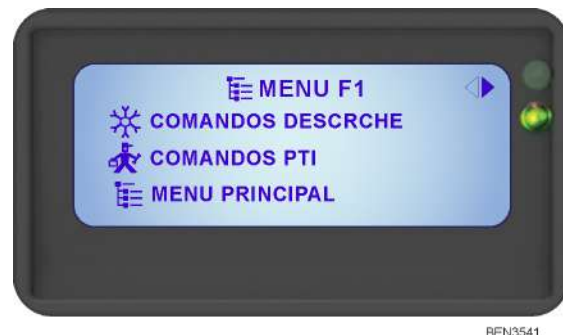 MENU F1
COMANDOS DESCRCHE
COMANDOS PTI
MENU PRINCIPAL
BEN3541